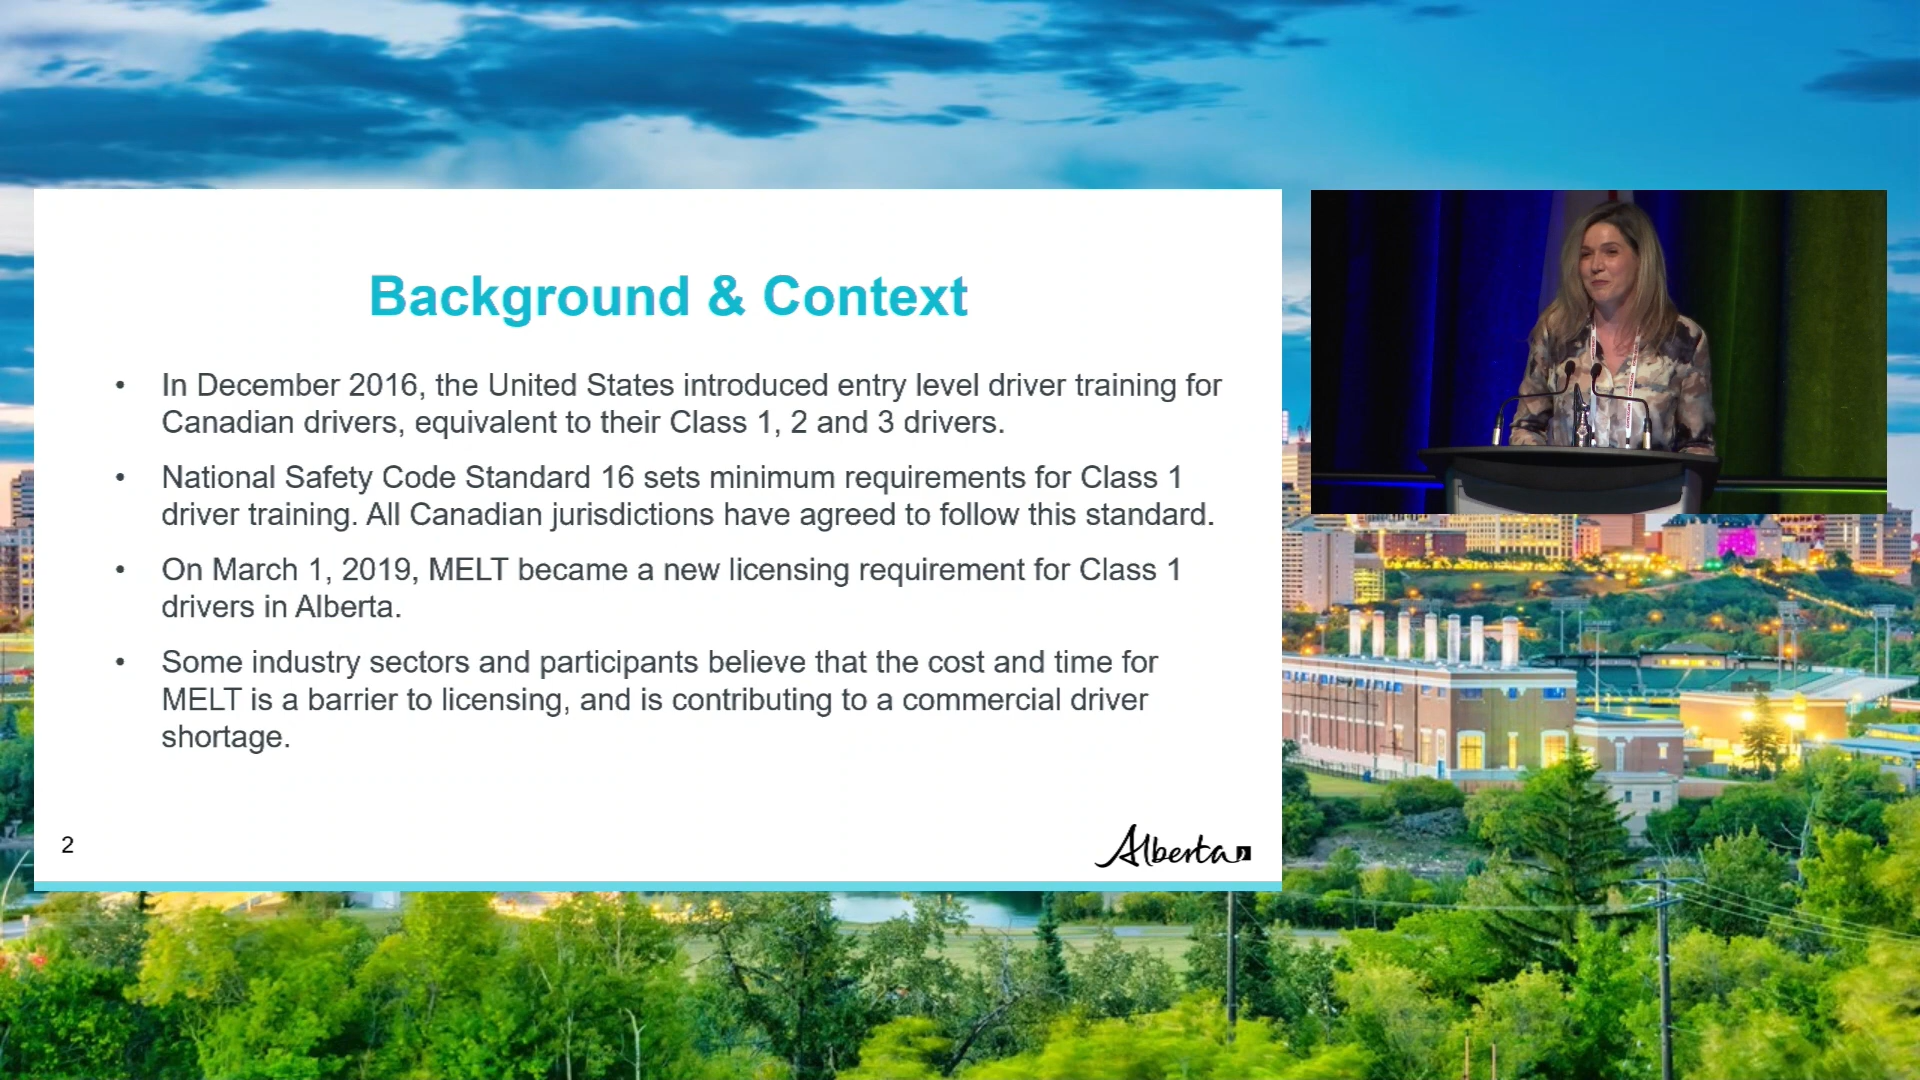 Background & Context
• In December 2016, the United States introduced entry level driver training for
Canadian drivers, equivalent to their Class 1, 2 and 3 drivers.
• National Safety Code Standard 16 sets minimum requirements for Class 1
driver training. All Canadian jurisdictions have agreed to follow this standard.
• On March 1, 2019, MELT became a new licensing requirement for Class 1
drivers in Alberta.
• Some industry sectors and participants believe that the cost and time for
MELT is a barrier to licensing, and is contributing to a commercial driver
shortage.
2
Alberta